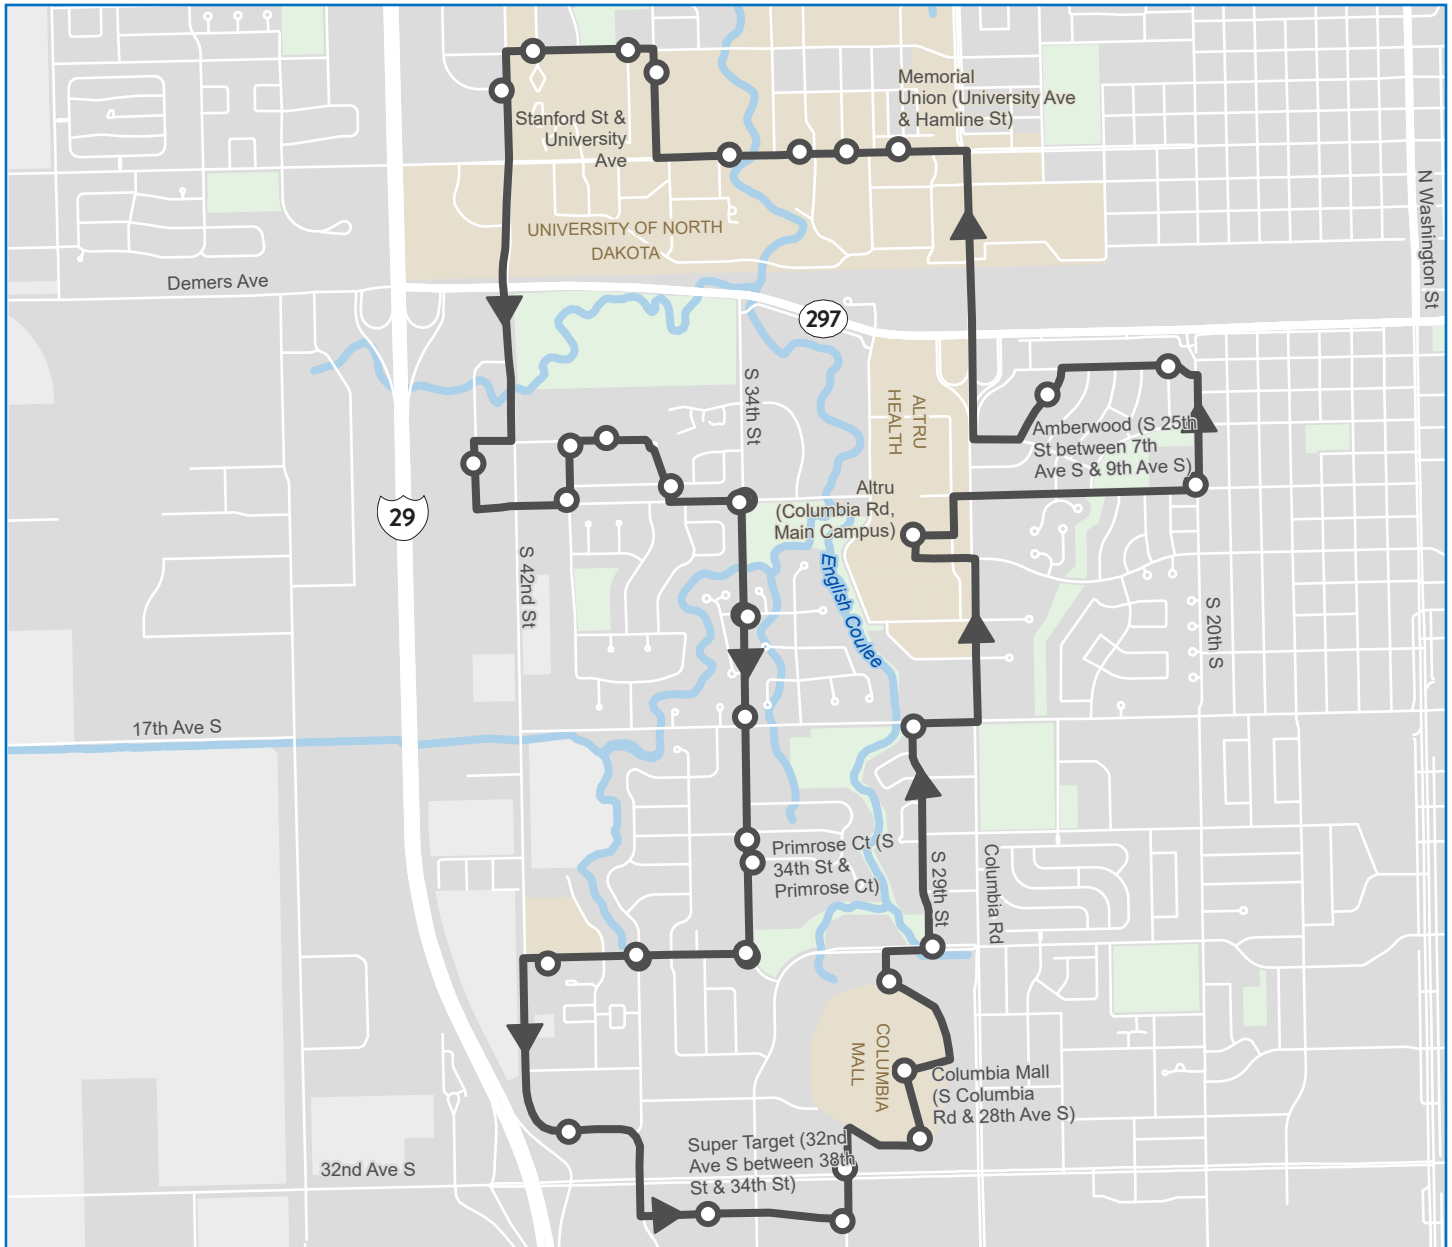 Memorial
Union (University Ave
& Hamline St)
Stanford St &
University
Ave
N Washington St
UNIVERSITY OF NORTH
DAKOTA
Demers Ave
297
S 34th St
ALTRU
HEALTH
Amberwood (S 25th
St between 7th
Ave S & 9th Ave S)
Altru
(Columbia Rd,
Main Campus)
29
S 42nd St
English Coulee
S 20th S
17th Ave S
Primrose Ct (S
34th St &
Primrose Ct)
S 29th St
Columbia Rd
COLUMBIA
MALL
Columbia Mall
(S Columbia
Rd & 28th Ave S)
Super Target (32nd
Ave S between 38th
St & 34th St)
32nd Ave S